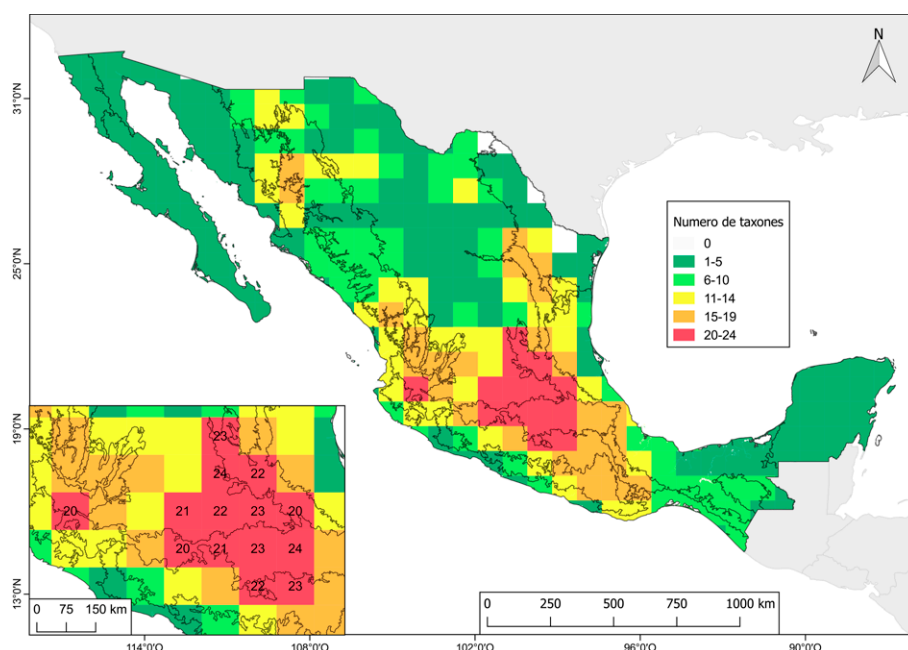 N
31°0'N
25°0'N
19°0'N
13°0'N
Numero de taxones
0
1-5
6-10
11-14
15-19
20-24
23
24 22
20 21 22 23 20
20 21 23 24
22 23
0 75 150 km
0 250 500 750 1000 km
114°0'O 108°0'O 102°0'O 96°0'O 90°0'O